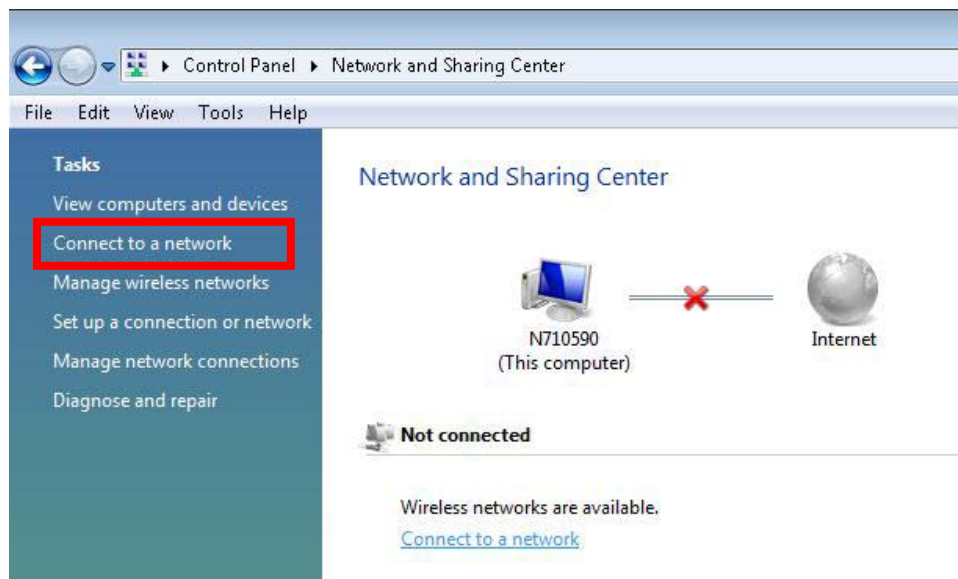 Control Panel Network and Sharing Center
File Edit View Tools Help
Tasks
View computers and devices
Connect to a network
Manage wireless networks
Set up a connection or network
Manage network connections
Diagnose and repair
Network and Sharing Center
N710590
(This computer)
Internet
Not connected
Wireless networks are available.
Connect to a network